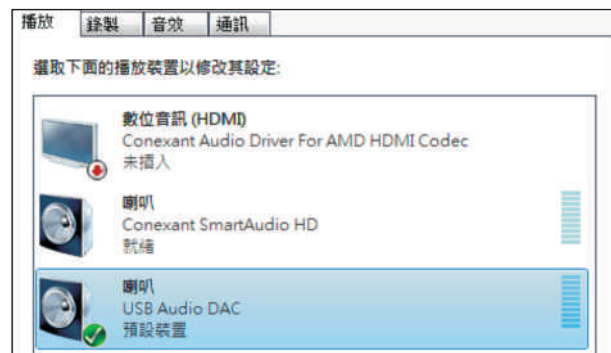 播放 錄製 音效 通訊
選取下面的播放裝置以修改其設定:
數位音訊 (HDMI)
Conexant Audio Driver For AMD HDMI Codec
未插入
喇叭
Conexant SmartAudio HD
就緒
喇叭
USB Audio DAC
預設裝置